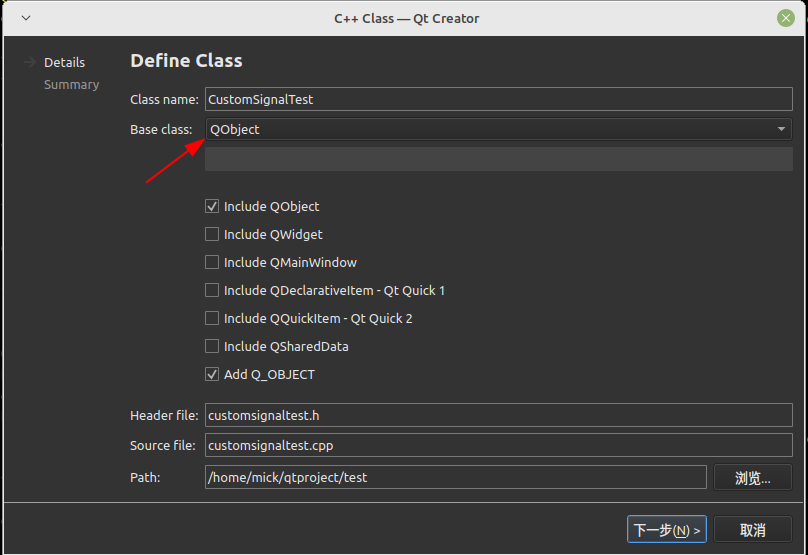 C++ Class — Qt Creator
Details
Summary
Define Class
Class name: CustomSignalTest
Base class: QObject
Include QObject
Include QWidget
Include QMainWindow
Include QDeclarativeItem - Qt Quick 1
Include QQuickItem - Qt Quick 2
Include QSharedData
Add Q_OBJECT
Header file: customsignaltest.h
Source file: customsignaltest.cpp
Path: /home/mick/qtproject/test 浏览...
下一步(N) > 取消